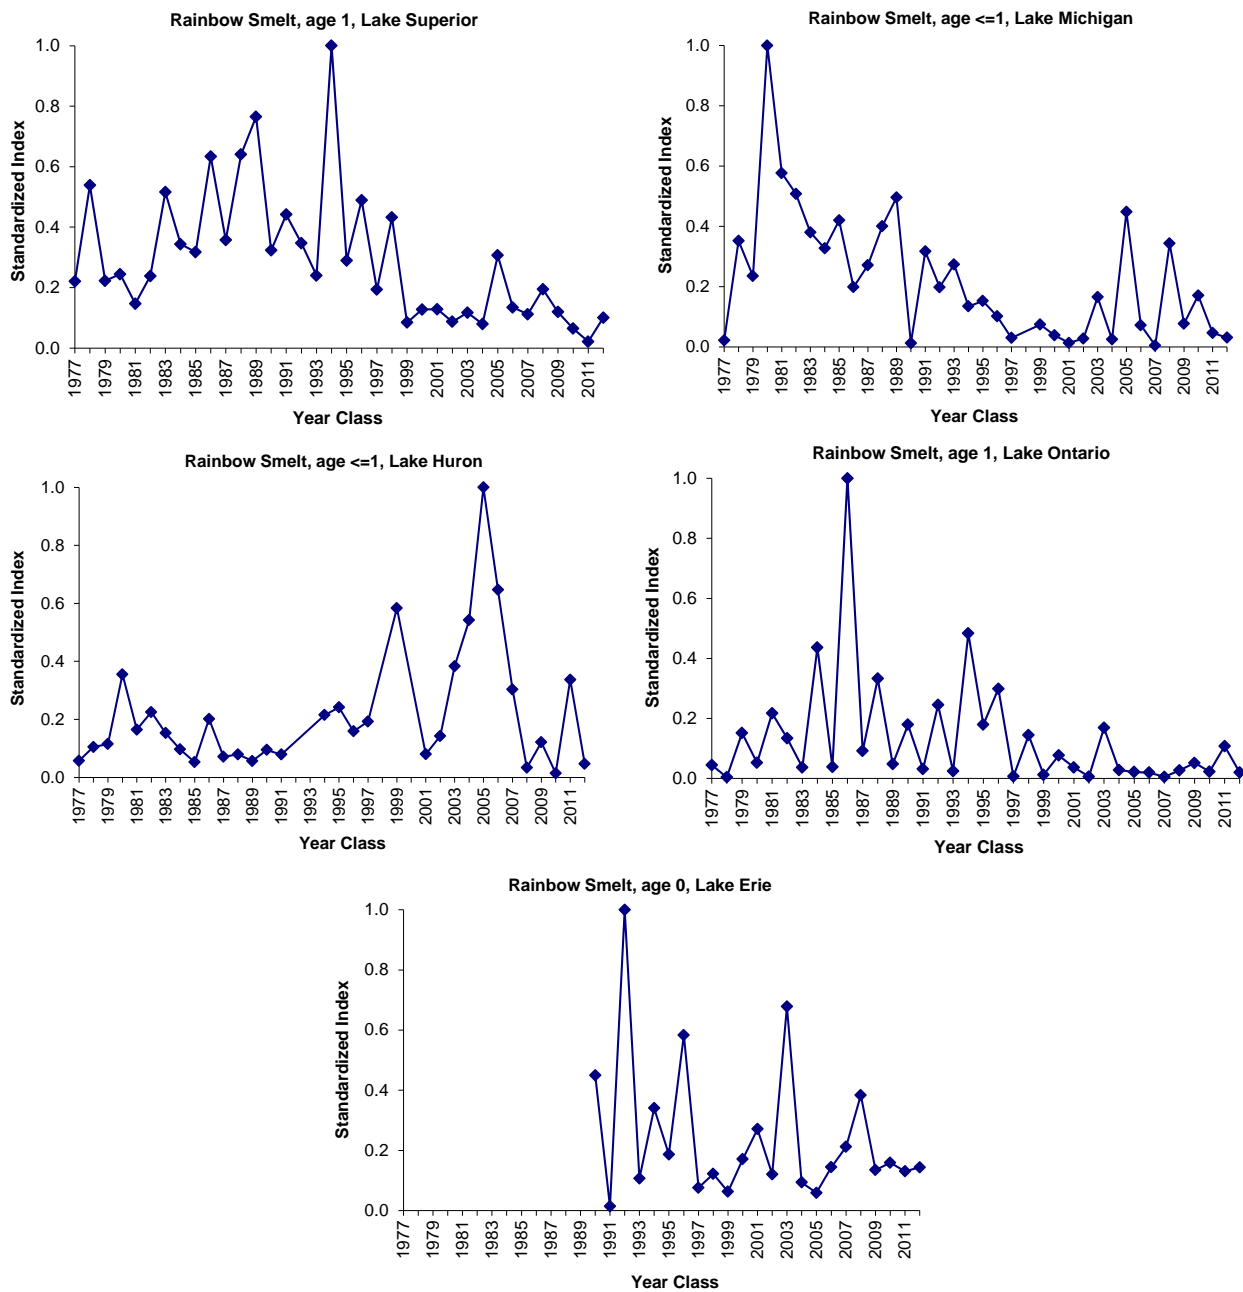 Rainbow Smelt, age 1, Lake Superior
1.0
0.8
0.6
0.4
0.2
0.0
Standardized Index
1977 1979 1981 1983 1985 1987 1989 1991 1993 1995 1997 1999 2001 2003 2005 2007 2009 2011
Year Class
Rainbow Smelt, age <=1, Lake Michigan
1.0
0.8
0.6
0.4
0.2
0.0
Standardized Index
1977 1979 1981 1983 1985 1987 1989 1991 1993 1995 1997 1999 2001 2003 2005 2007 2009 2011
Year Class
Rainbow Smelt, age <=1, Lake Huron
1.0
0.8
0.6
0.4
0.2
0.0
Standardized Index
1977 1979 1981 1983 1985 1987 1989 1991 1993 1995 1997 1999 2001 2003 2005 2007 2009 2011
Year Class
Rainbow Smelt, age 1, Lake Ontario
1.0
0.8
0.6
0.4
0.2
0.0
Standardized Index
1977 1979 1981 1983 1985 1987 1989 1991 1993 1995 1997 1999 2001 2003 2005 2007 2009 2011
Year Class
Rainbow Smelt, age 0, Lake Erie
1.0
0.8
0.6
0.4
0.2
0.0
Standardized Index
1977 1979 1981 1983 1985 1987 1989 1991 1993 1995 1997 1999 2001 2003 2005 2007 2009 2011
Year Class